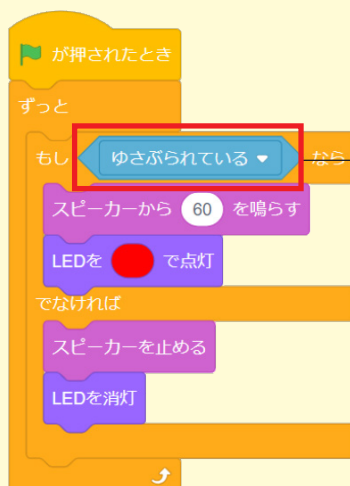 が押されたとき
ずっと
もし ゆさぶられている なら
スピーカーから 60 を鳴らす
LEDを で点灯
でなければ
スピーカーを止める
LEDを消灯